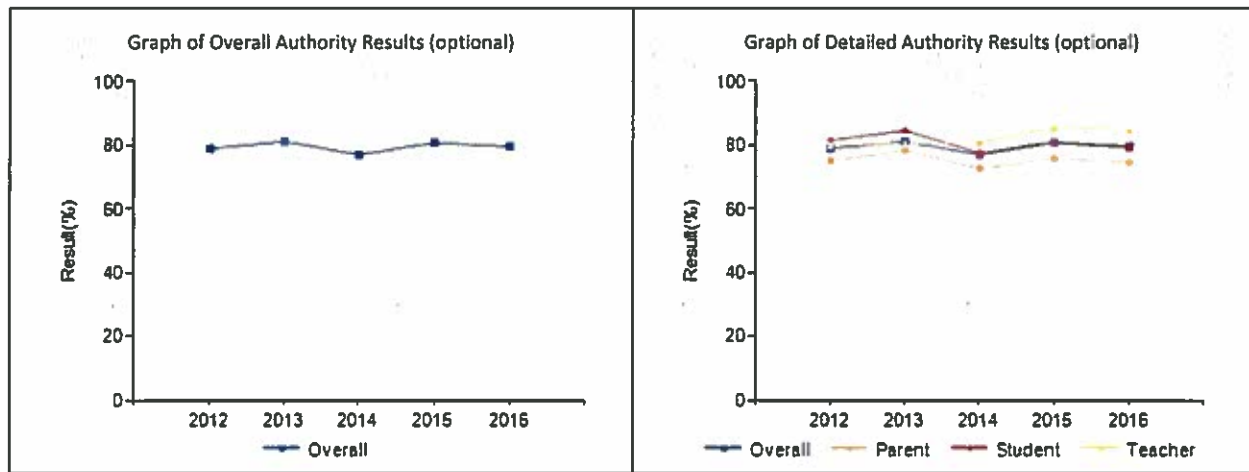 Graph of Overall Authority Results (optional)
100
80
60
40
20
0
Result(%)
2012 2013 2014 2015 2016
Overall
Graph of Detailed Authority Results (optional)
100
80
60
40
20
0
Result(%)
2012 2013 2014 2015 2016
Overall Parent Student Teacher